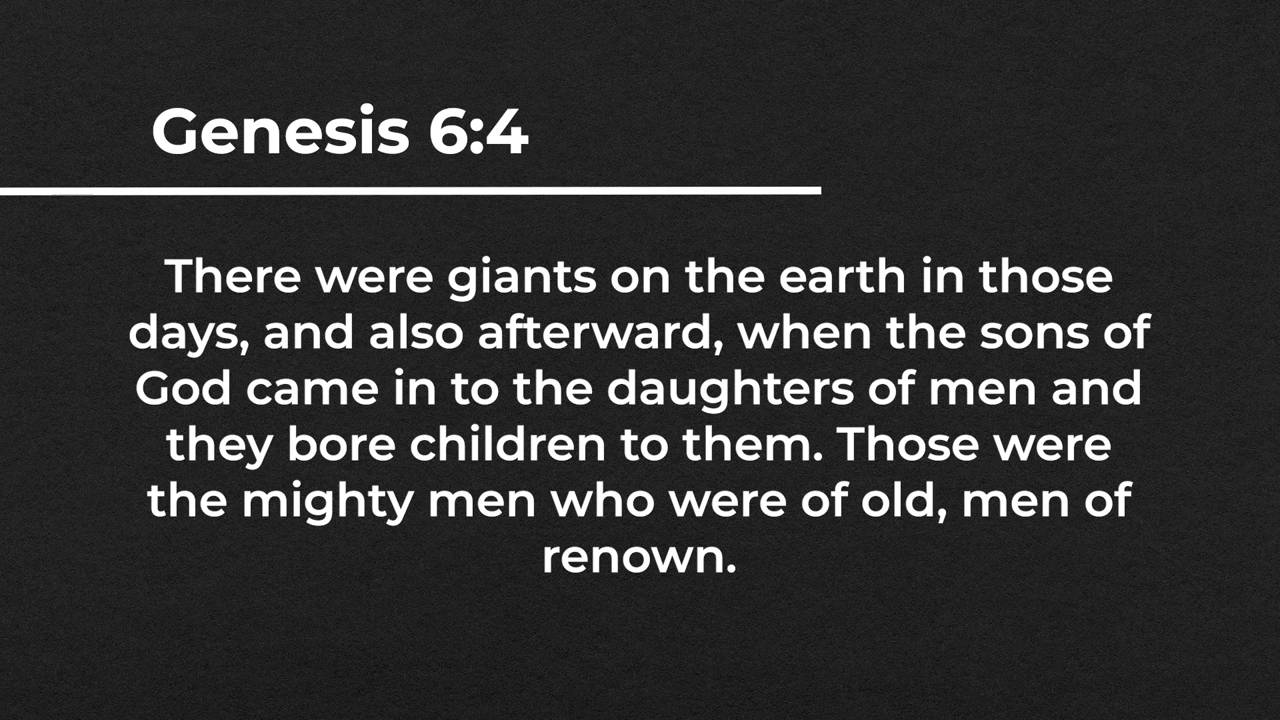 Genesis 6:4
There were giants on the earth in those
days, and also afterward, when the sons of
God came in to the daughters of men and
they bore children to them. Those were
the mighty men who were of old, men of
renown.